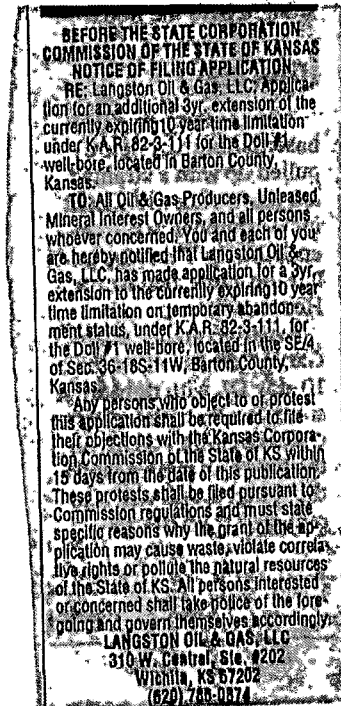 BEFORE THE STATE CORPORATION
COMMISSION OF THE STATE OF KANSAS
NOTICE OF FILING APPLICATION
RE: Langston Oil & Gas, LLC, Applica-
tion for an additional 3yr. extension of the
currently expiring 10 year time limitation
under K.A.R. 82-3-111 for the Doll #1
well-bore, located in Barton County,
Kansas.
TO: All Oil & Gas Producers, Unleased
Mineral Interest Owners, and all persons
whoever concerned. You and each of you
are hereby notified that Langston Oil &
Gas, LLC. has made application for a 3yr.
extension to the currently expiring 10 year
time limitation on temporary abandon-
ment status, under K.A.R. 82-3-111, for
the Doll #1 well-bore, located in the SE/4
of Sec. 36-18S-11W, Barton County,
Kansas.
Any persons who object to or protest
this application shall be required to file
their objections with the Kansas Corpora-
tion Commission of the State of KS within
15 days from the date of this publication.
These protests shall be filed pursuant to
Commission regulations and must state
specific reasons why the grant of the ap-
plication may cause waste, violate correla-
tive rights or pollute the natural resources
of the State of KS. All persons interested
or concerned shall take notice of the fore-
going and govern themselves accordingly.
LANGSTON OIL & GAS, LLC
310 W. Central, Ste. #202
Wichita, KS 67202
(620)